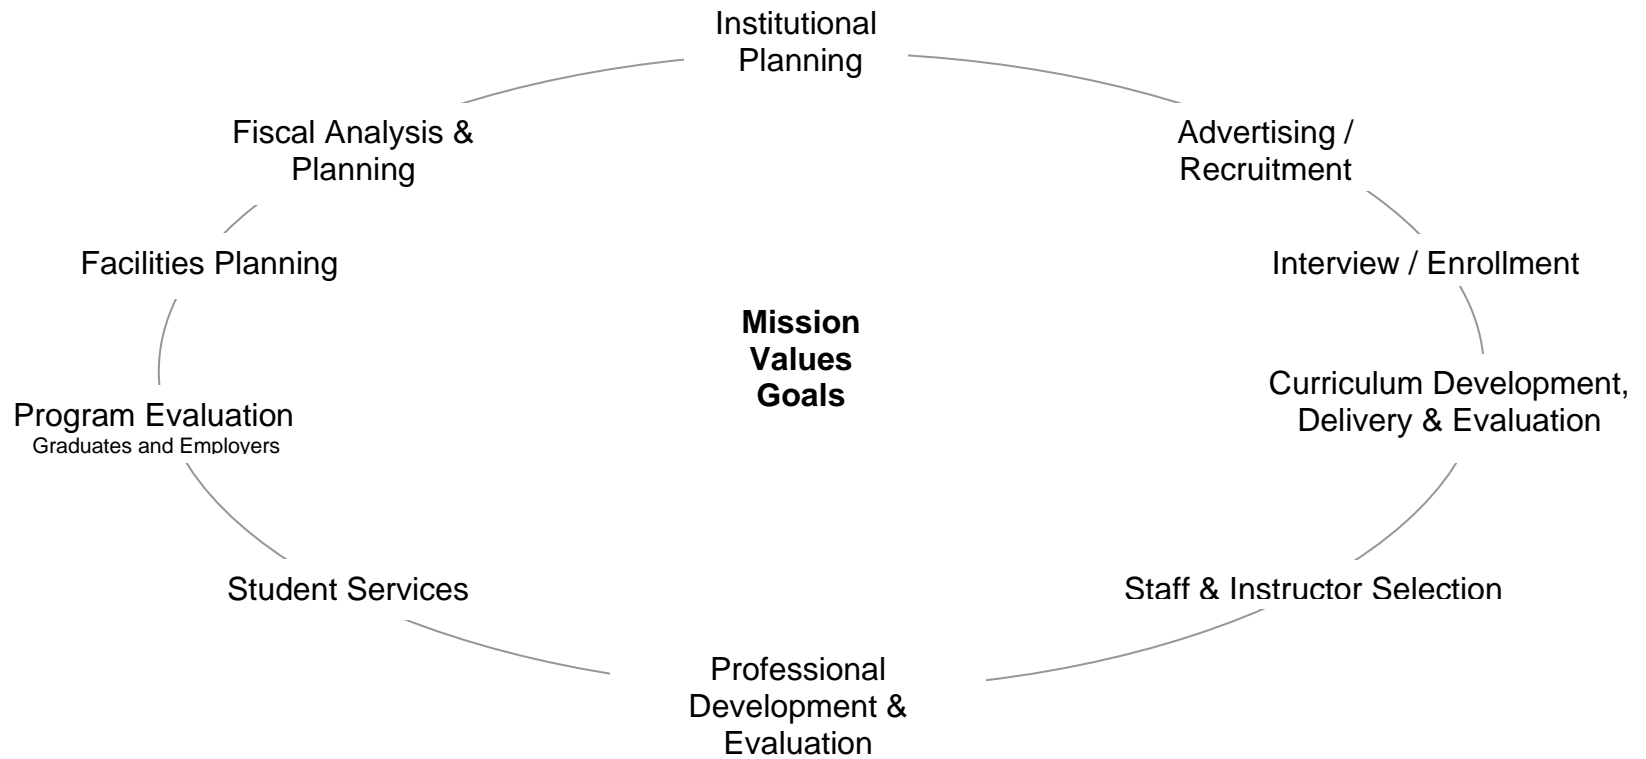 Institutional
Planning
Fiscal Analysis &
Planning
Advertising /
Recruitment
Facilities Planning
Interview / Enrollment
Mission
Values
Goals
Curriculum Development,
Delivery & Evaluation
Program Evaluation
Graduates and Employers
Student Services
Staff & Instructor Selection
Professional
Development &
Evaluation